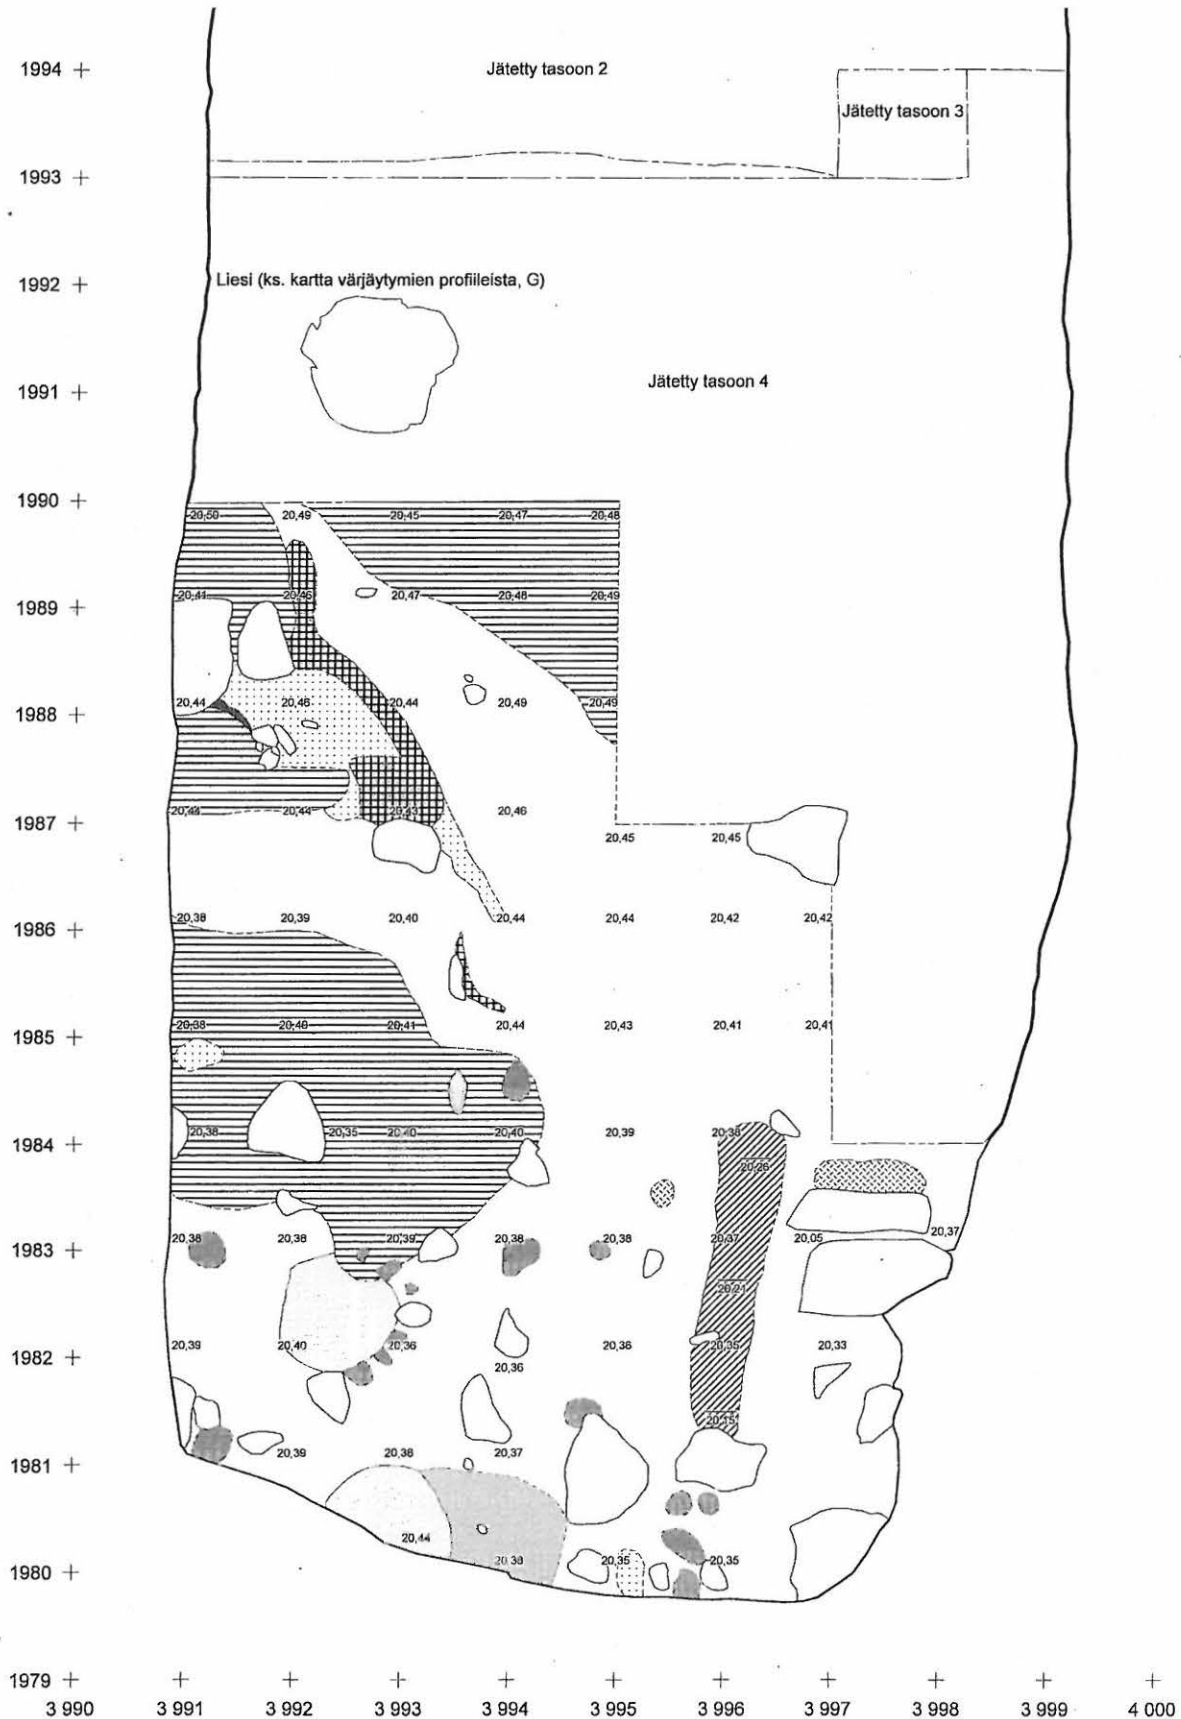 1994
Jätetty tasoon 2
Jätetty tasoon 3
1993
1992
Liesi (ks. kartta värjäytymien profiileista, G)
1991
Jätetty tasoon 4
1990
20,50 20,49 20,45 20,47 20,48
20,41 20,46 20,47 20,48 20,49
1989
20,44 20,46 20,44 20,49 20,49
1988
20,44 20,44 20,43 20,46
1987
20,45 20,45
20,38 20,39 20,40 20,44 20,44 20,42 20,42
1986
20,38 20,40 20,41 20,44 20,43 20,41 20,41
1985
20,38 20,35 20,40 20,40 20,39 20,38
1984
20,26
20,38 20,38 20,39 20,38 20,38 20,37 20,05 20,37
1983
20,21
20,39 20,40 20,36 20,36 20,35 20,33
1982
20,36
20,15
20,39 20,38 20,37
1981
20,44
20,38 20,35 20,35
1980
1979
3 990 3 991 3 992 3 993 3 994 3 995 3 996 3 997 3 998 3 999 4 000